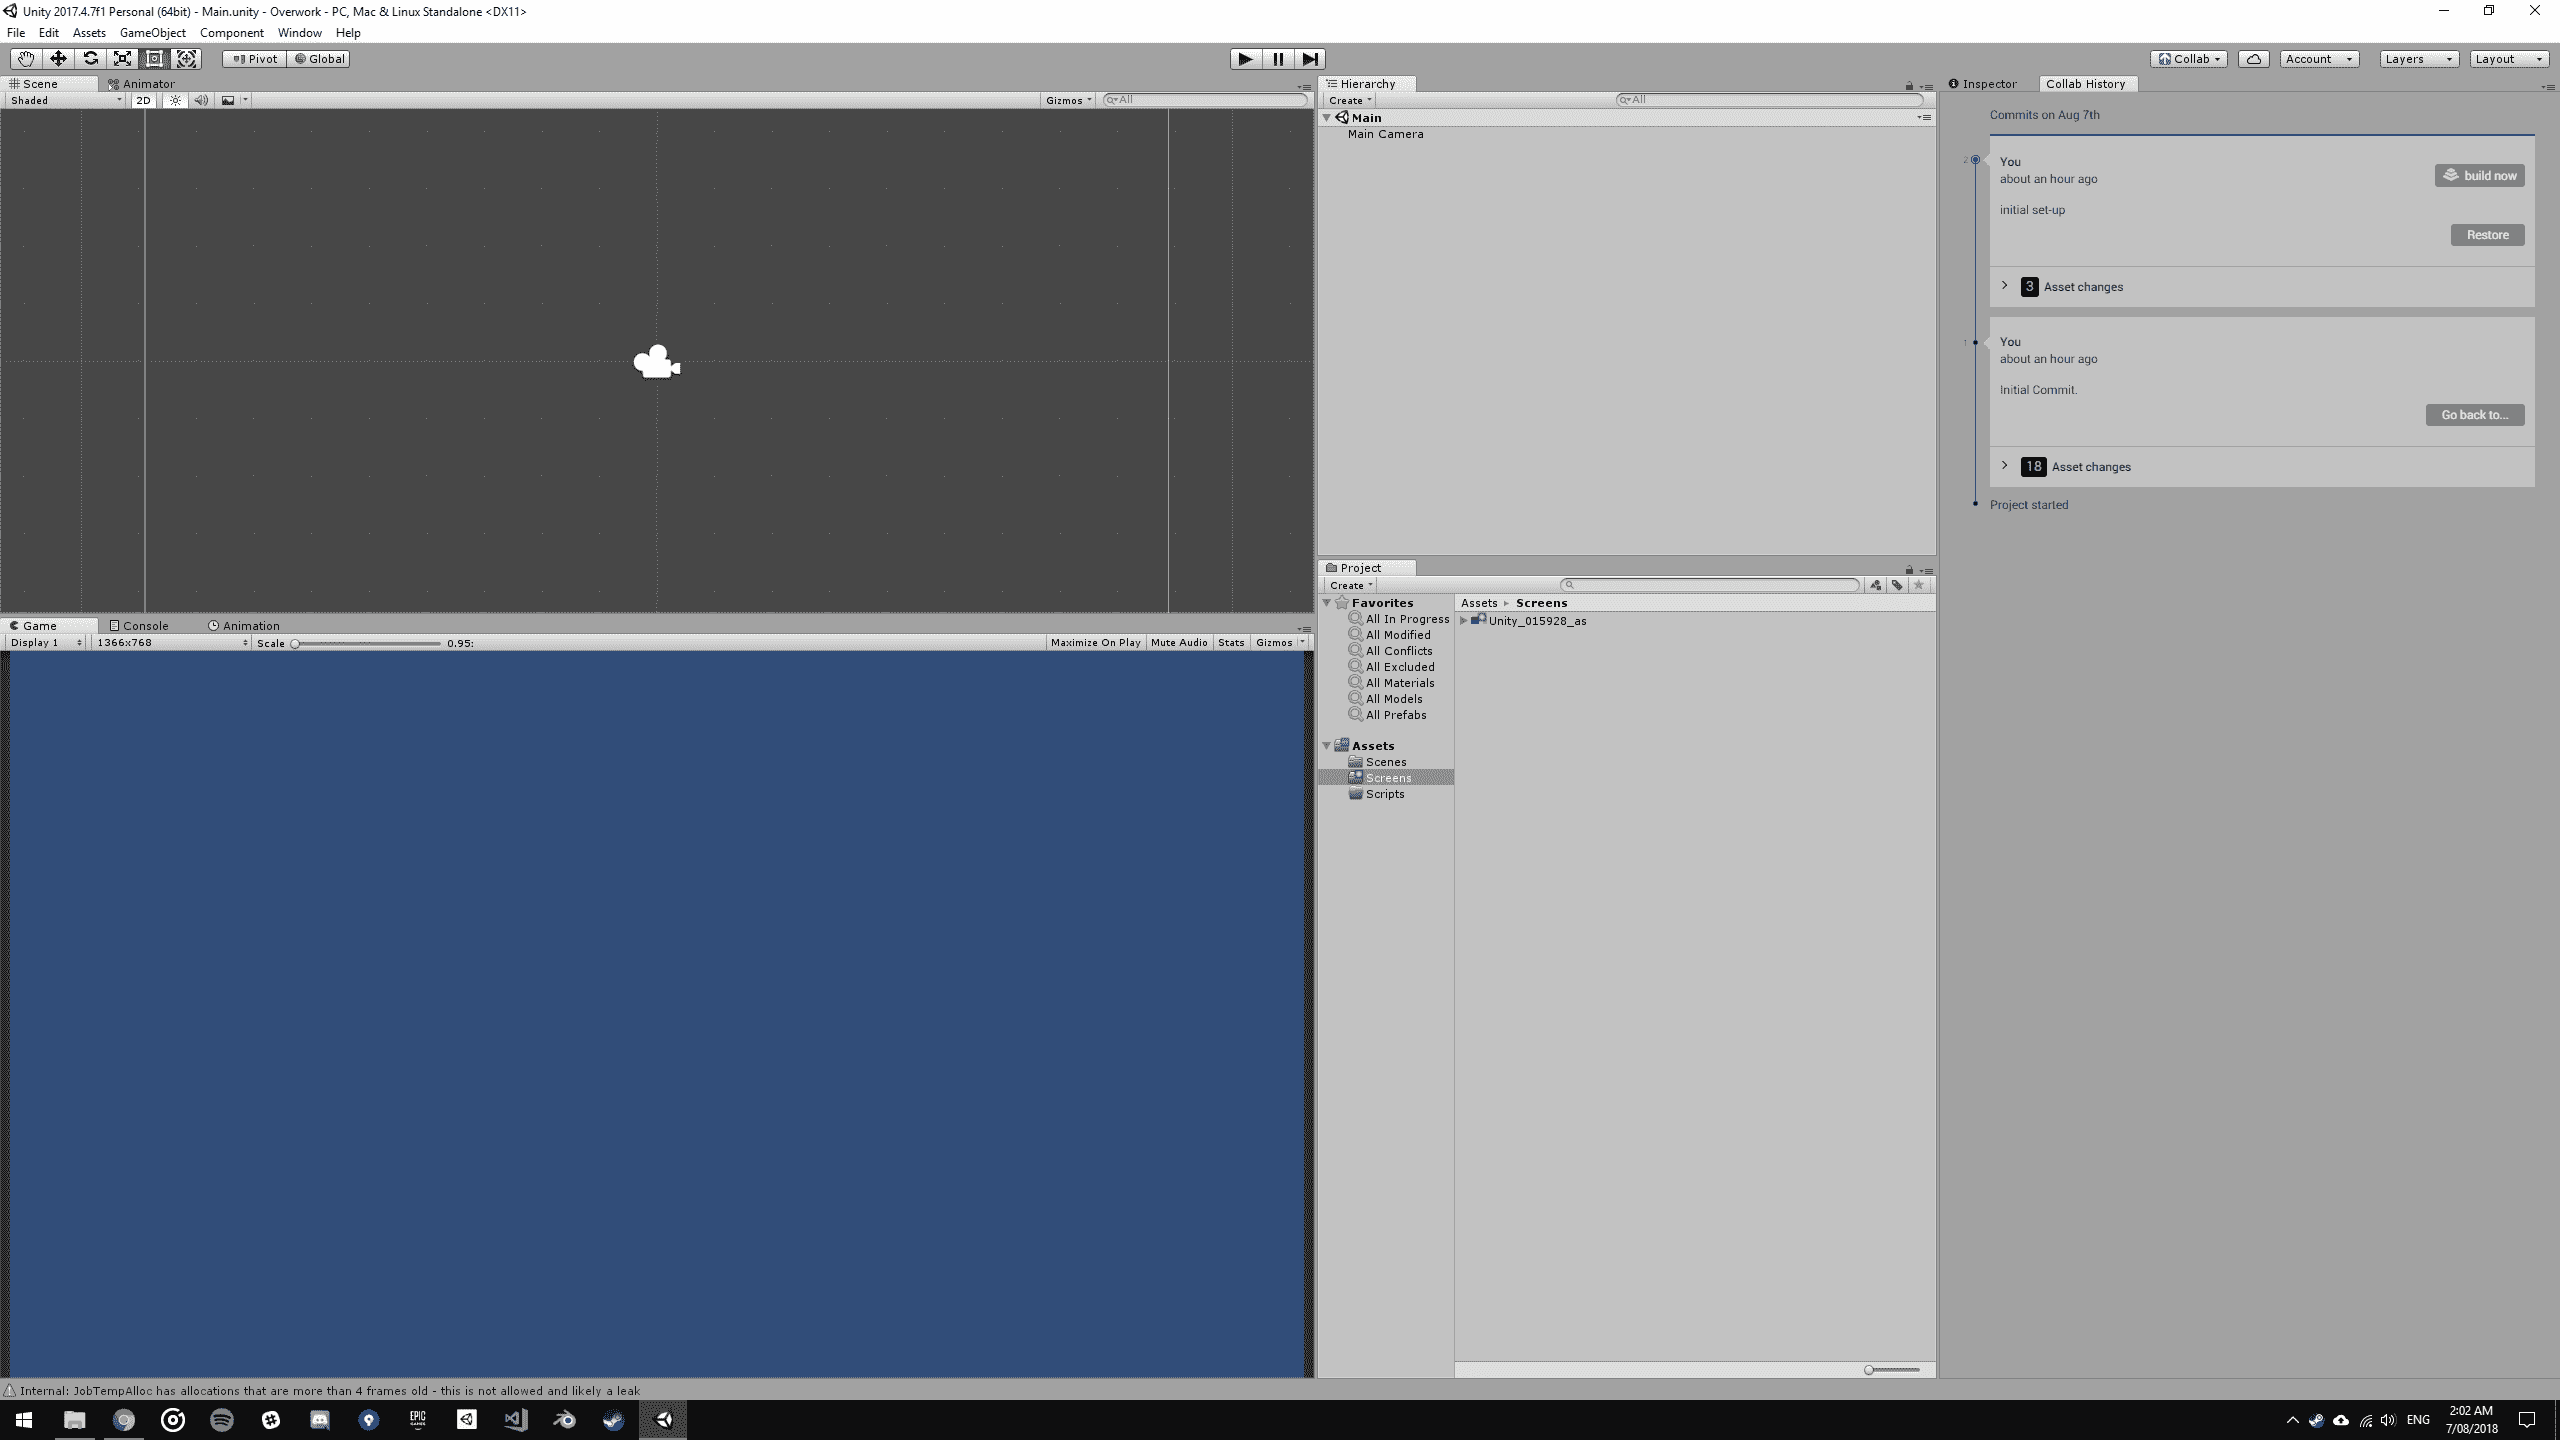 Unity 2017.4.7f1 Personal (64bit) - Main.unity - Overwork - PC, Mac & Linux Standalone <DX11>
File Edit Assets GameObject Component Window Help
Pivot Global
Collab Account Layers Layout
Scene Animator
Shaded 2D Gizmos All
Hierarchy
Create All
Main
Main Camera
Inspector Collab History
Commits on Aug 7th
2
You
about an hour ago
build now
initial set-up
Restore
3 Asset changes
1
You
about an hour ago
Initial Commit.
Go back to...
18 Asset changes
Project started
Game Console Animation
Display 1 1366x768 Scale 0.95: Maximize On Play Mute Audio Stats Gizmos
Project
Create
Favorites
All In Progress
All Modified
All Conflicts
All Excluded
All Materials
All Models
All Prefabs
Assets
Scenes
Screens
Scripts
Assets Screens
Unity_015928_as
Internal: JobTempAlloc has allocations that are more than 4 frames old - this is not allowed and likely a leak
EPIC
GAMES
ENG
2:02 AM
7/08/2018